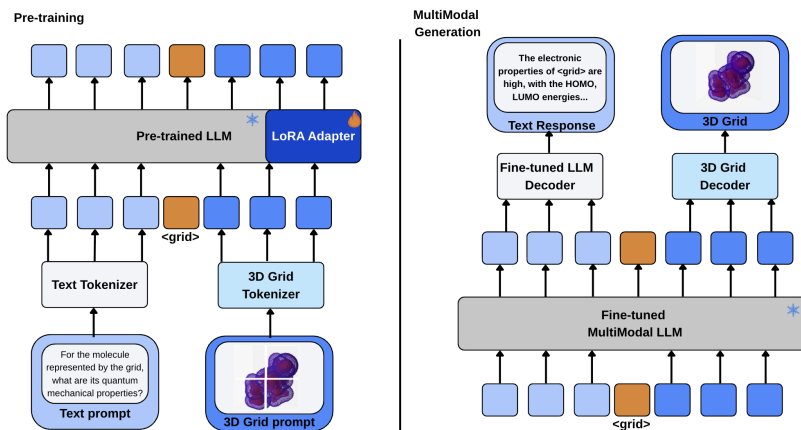 Pre-training
Pre-trained LLM
LoRA Adapter
<grid>
Text Tokenizer
3D Grid
Tokenizer
For the molecule
represented by the grid,
what are its quantum
mechanical properties?
Text prompt
3D Grid prompt
MultiModal
Generation
The electronic
properties of <grid> are
high, with the HOMO,
LUMO energies...
Text Response
3D Grid
Fine-tuned LLM
Decoder
3D Grid
Decoder
Fine-tuned
MultiModal LLM
<grid>